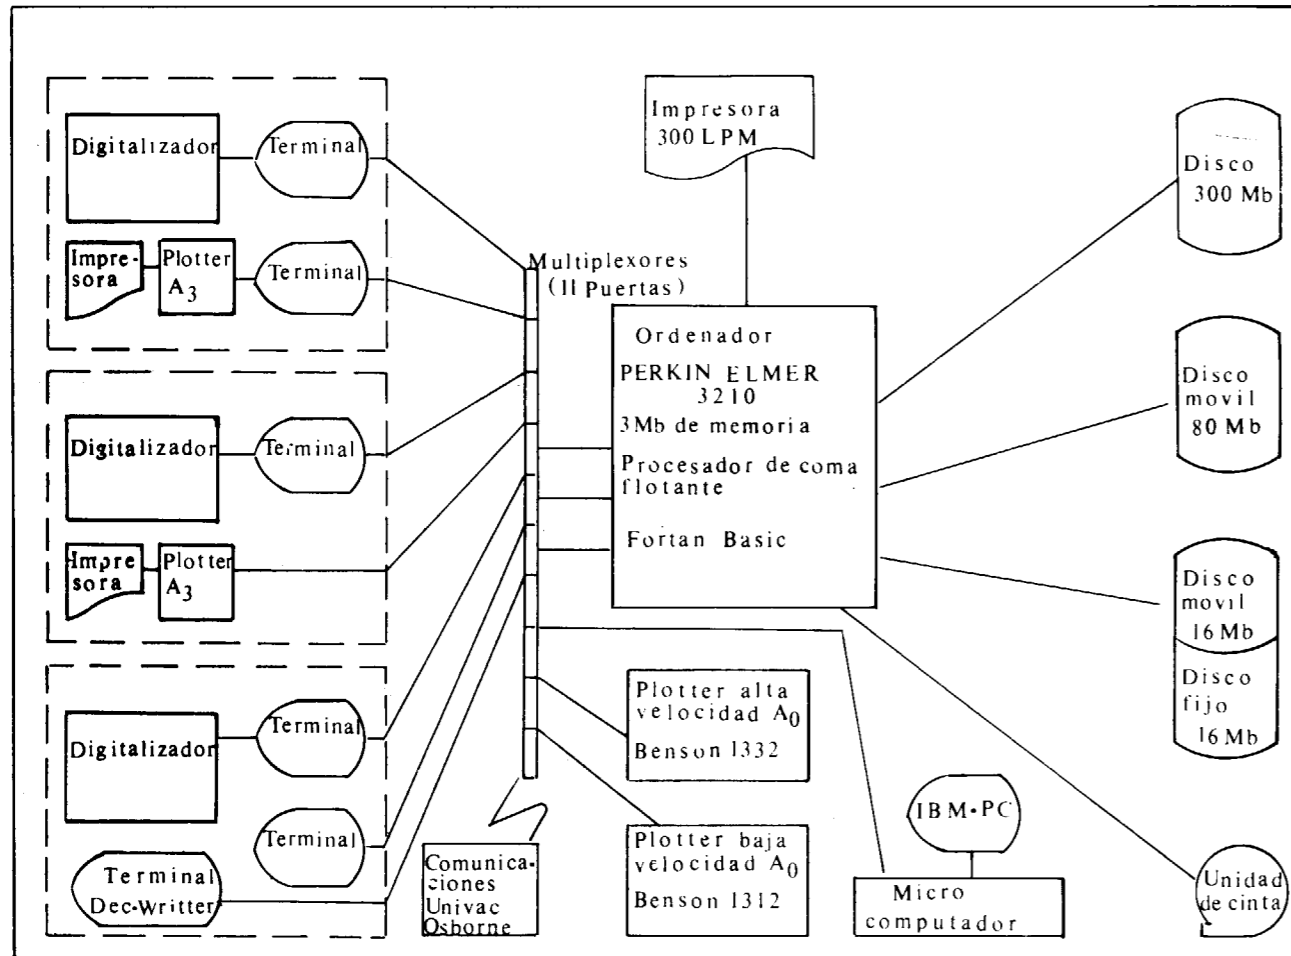 Digitalizador
Terminal
Impre-
sora
Plotter
A3
Terminal
Digitalizador
Terminal
Impre
sora
Plotter
A3
Digitalizador
Terminal
Terminal
Terminal
Dec-Writter
Multiplexores
(11 Puertas)
Impresora
300 LPM
Ordenador
PERKIN ELMER
3210
3Mb de memoria
Procesador de coma
flotante
Fortan Basic
Comunica-
ciones
Univac
Osborne
Plotter alta
velocidad A0
Benson 1332
Plotter baja
velocidad A0
Benson 1312
IBM·PC
Micro
computador
Disco
300 Mb
Disco
movil
80 Mb
Disco
movil
16 Mb
Disco
fijo
16 Mb
Unidad
de cinta